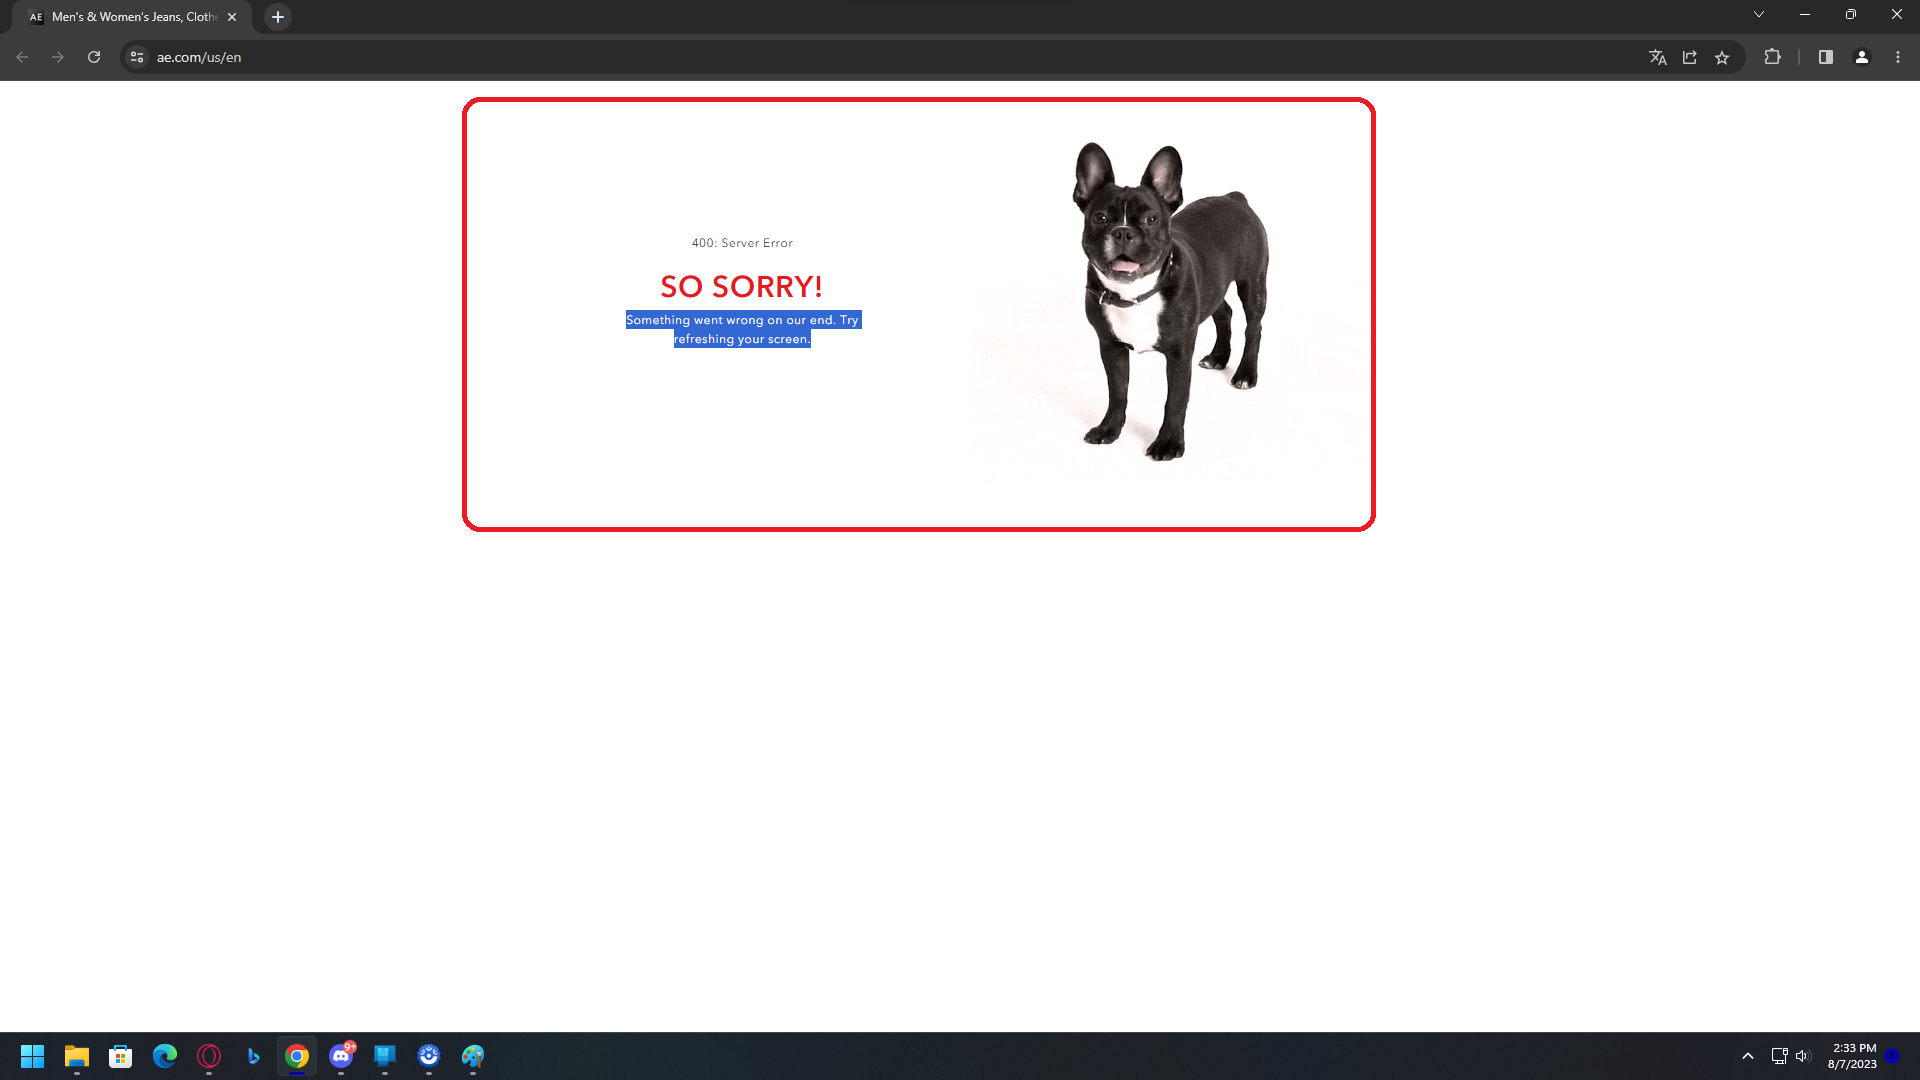 AE Men's & Women's Jeans, Clothe
ae.com/us/en
400: Server Error
SO SORRY!
Something went wrong on our end. Try
refreshing your screen.
9+
2:33 PM
8/7/2023